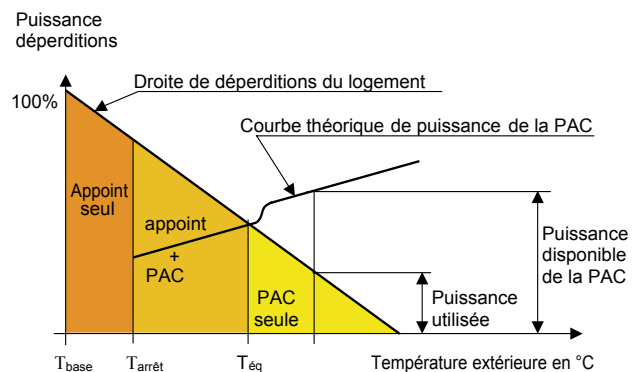 Puissance
déperditions
Droite de déperditions du logement
100%
Courbe théorique de puissance de la PAC
Appoint
seul
appoint
+
PAC
PAC
seule
Puissance
utilisée
Puissance
disponible
de la PAC
Tbase
Tarrêt
Téq
Température extérieure en °C